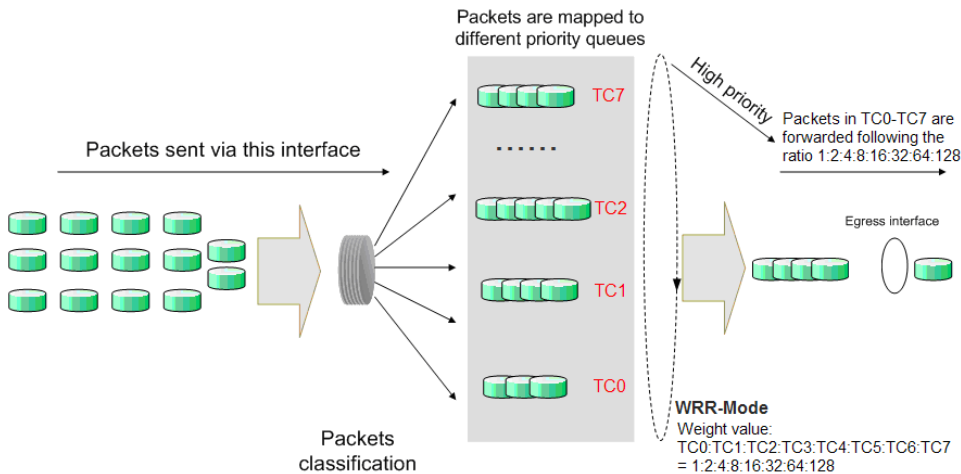 Packets are mapped to
different priority queues
High priority
TC7
Packets in TC0-TC7 are
forwarded following the
ratio 1:2:4:8:16:32:64:128
Packets sent via this interface
......
TC2
Egress interface
TC1
TC0
WRR-Mode
Weight value:
TC0:TC1:TC2:TC3:TC4:TC5:TC6:TC7
= 1:2:4:8:16:32:64:128
Packets
classification